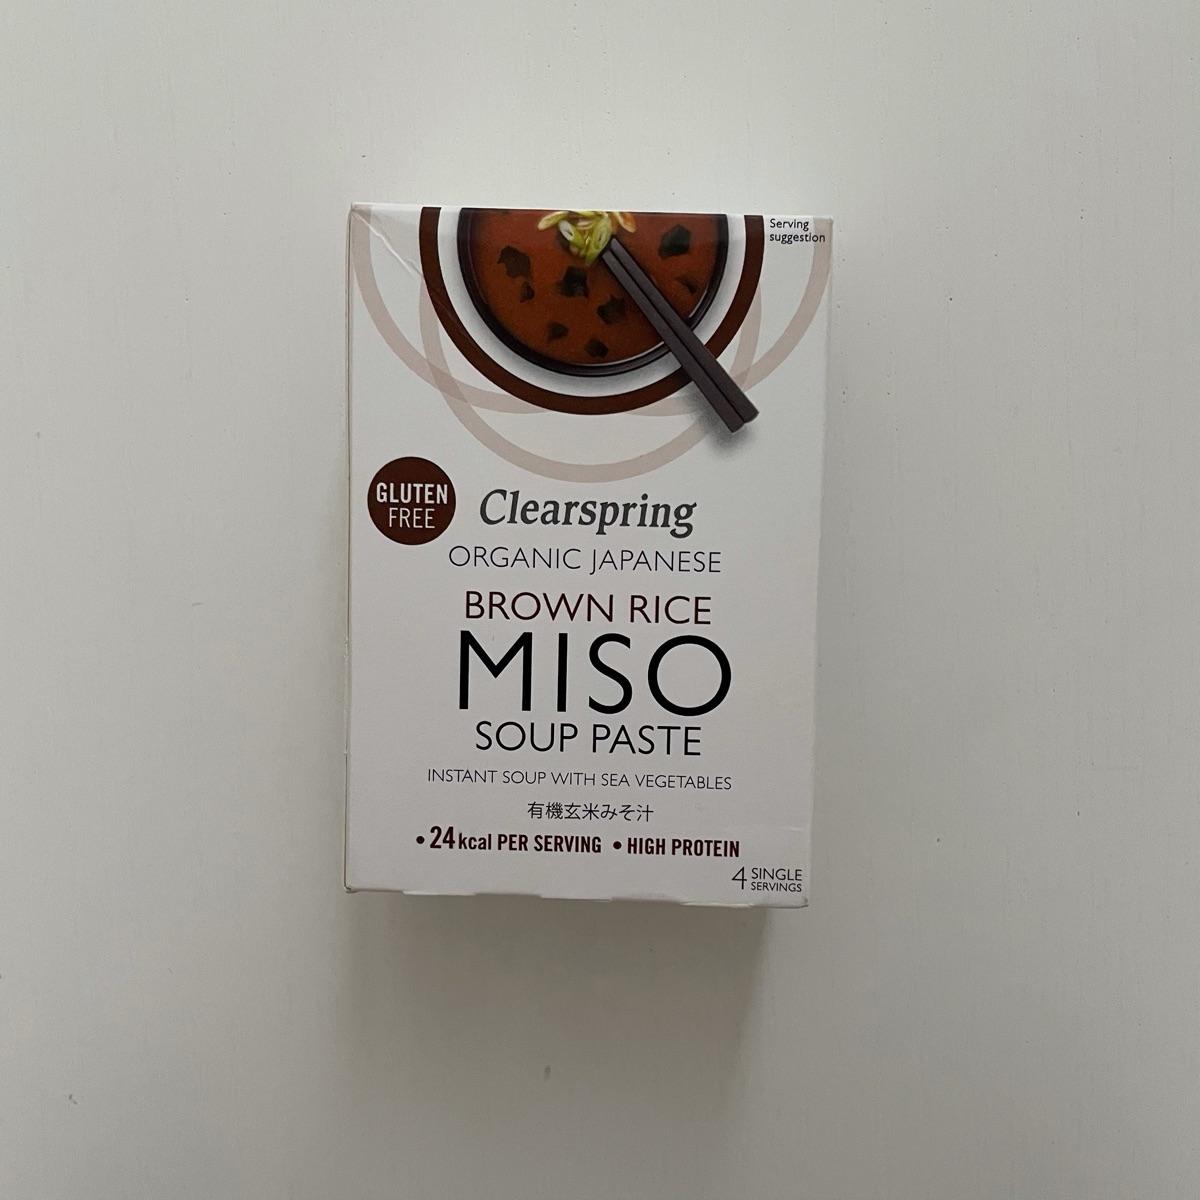 Serving
suggestion
GLUTEN
FREE
Clearspring
ORGANIC JAPANESE
BROWN RICE
MISO
SOUP PASTE
INSTANT SOUP WITH SEA VEGETABLES
有機玄米みそ汁
• 24 kcal PER SERVING • HIGH PROTEIN
4 SINGLE
SERVINGS